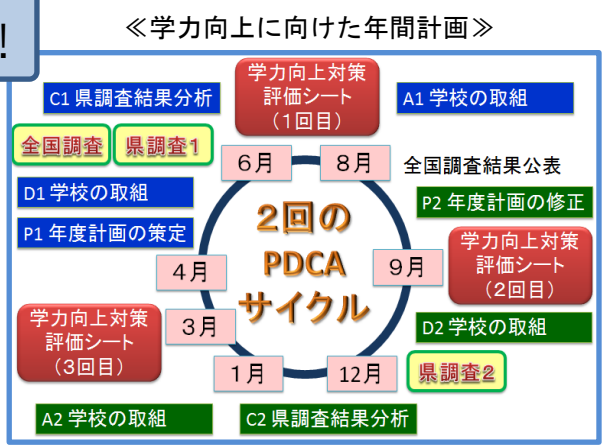 !
≪学力向上に向けた年間計画≫
学力向上対策
評価シート
（1回目）
C1 県調査結果分析
A1 学校の取組
全国調査
県調査1
6月
8月
全国調査結果公表
D1 学校の取組
P2 年度計画の修正
P1 年度計画の策定
2回の
PDCA
サイクル
学力向上対策
評価シート
（2回目）
4月
9月
学力向上対策
評価シート
（3回目）
3月
D2 学校の取組
1月
12月
県調査2
A2 学校の取組
C2 県調査結果分析